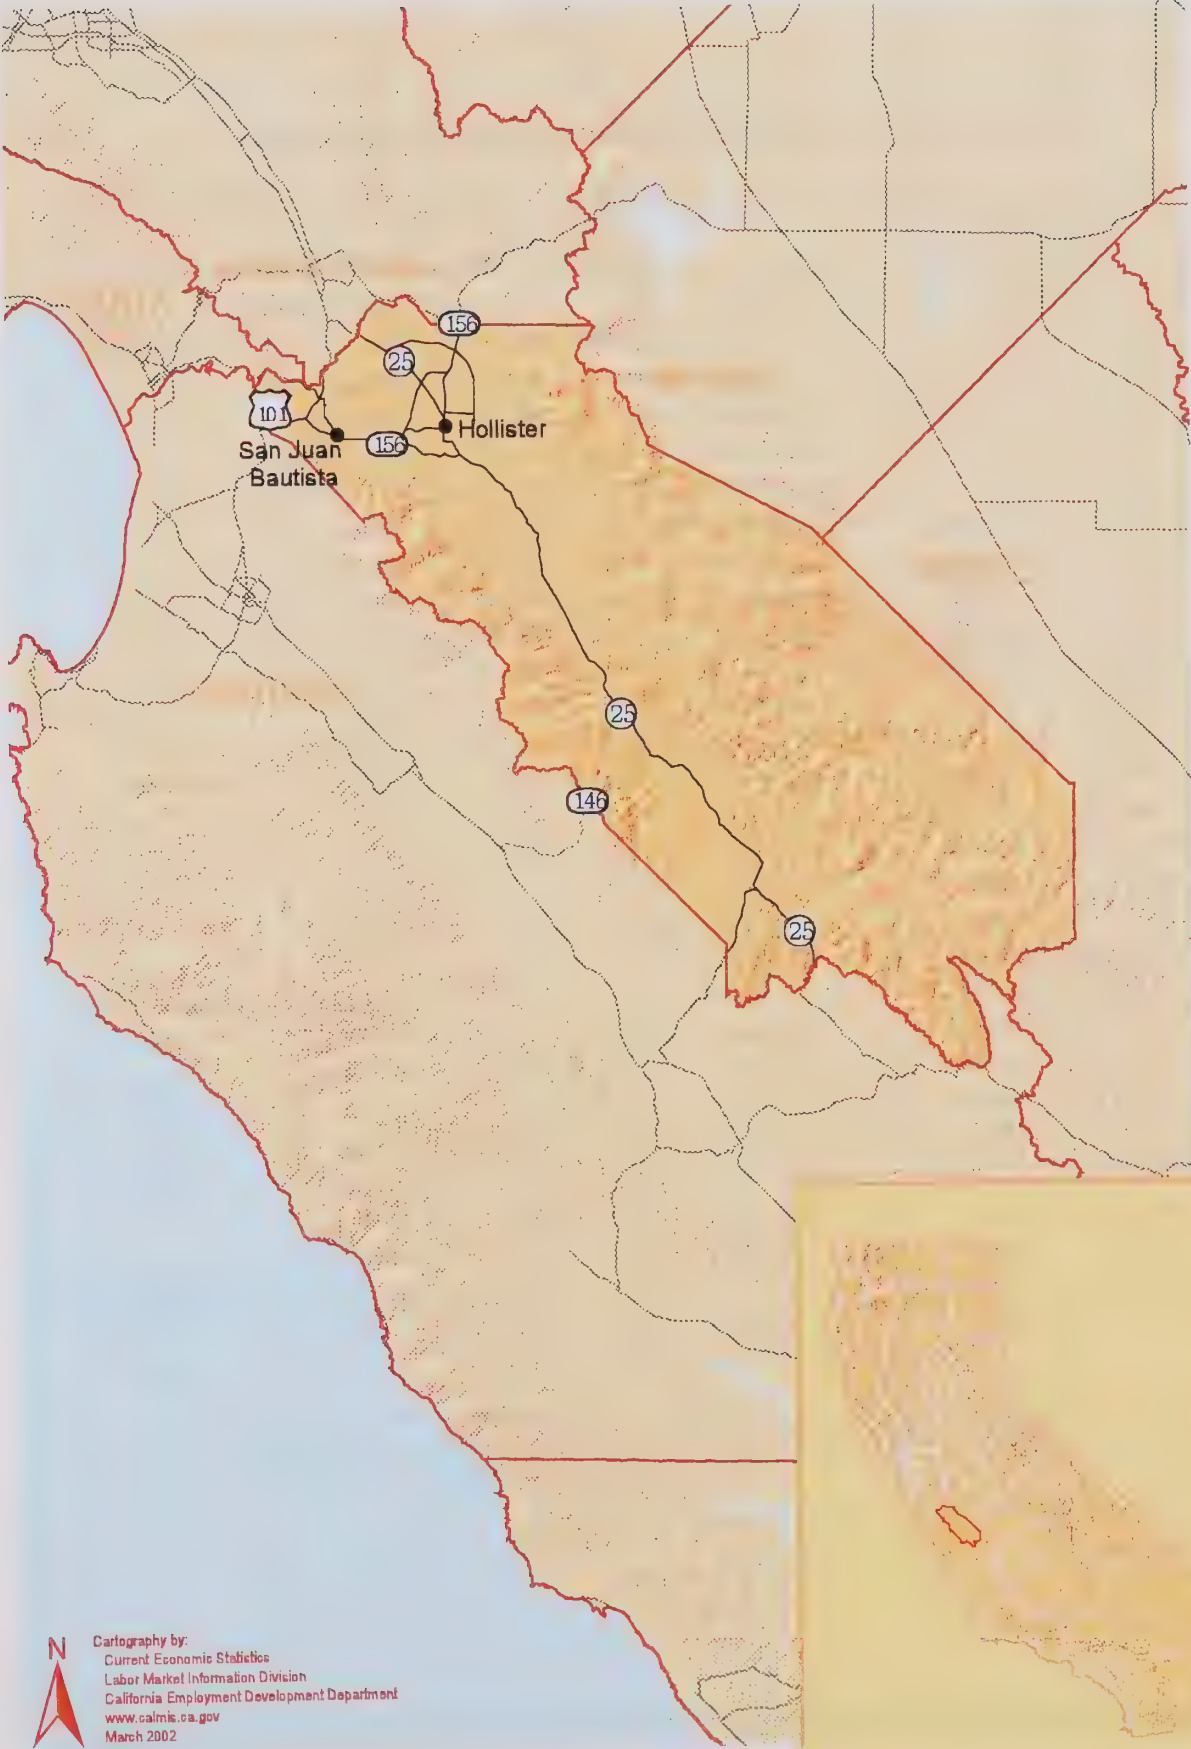 156
25
101
Hollister
San Juan
Bautista
156
25
146
25
N
Cartography by:
Current Economic Statistics
Labor Market Information Division
California Employment Development Department
www.calmis.ca.gov
March 2002